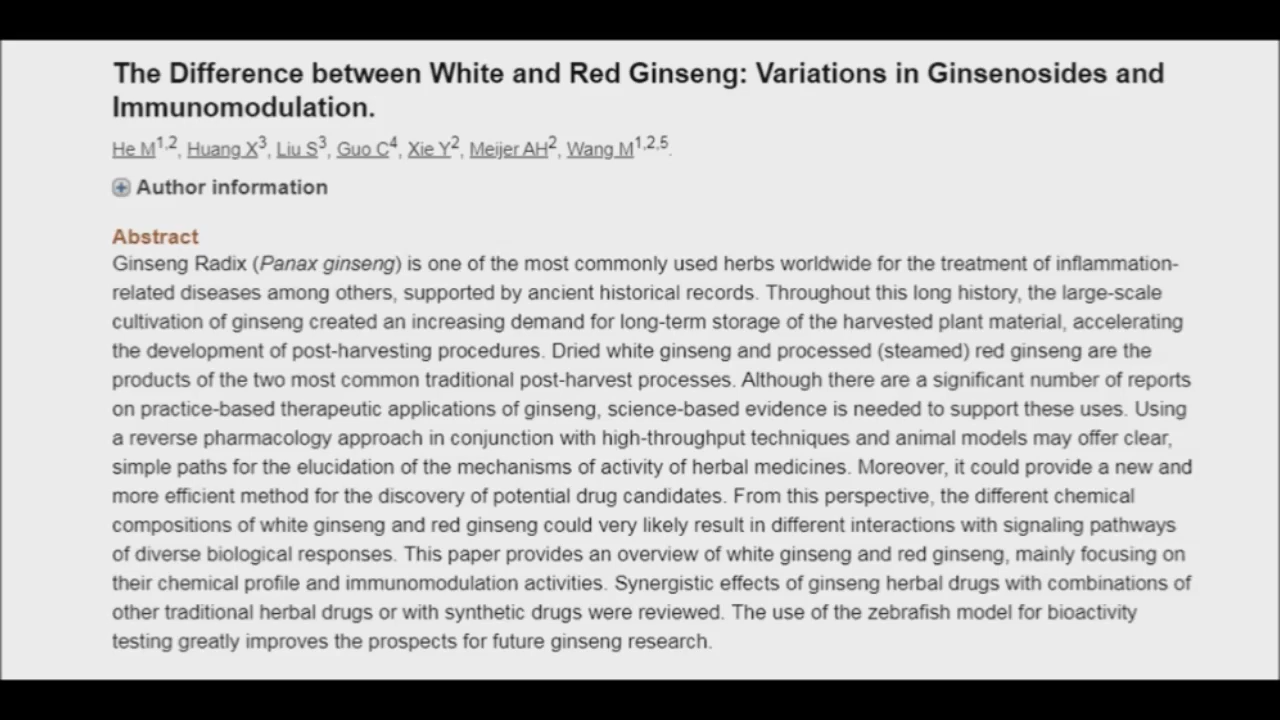 The Difference between White and Red Ginseng: Variations in Ginsenosides and
Immunomodulation.
He M1,2, Huang X3, Liu S3, Guo C4, Xie Y2, Meijer AH2, Wang M1,2,5.
Author information
Abstract
Ginseng Radix (Panax ginseng) is one of the most commonly used herbs worldwide for the treatment of inflammation-
related diseases among others, supported by ancient historical records. Throughout this long history, the large-scale
cultivation of ginseng created an increasing demand for long-term storage of the harvested plant material, accelerating
the development of post-harvesting procedures. Dried white ginseng and processed (steamed) red ginseng are the
products of the two most common traditional post-harvest processes. Although there are a significant number of reports
on practice-based therapeutic applications of ginseng, science-based evidence is needed to support these uses. Using
a reverse pharmacology approach in conjunction with high-throughput techniques and animal models may offer clear,
simple paths for the elucidation of the mechanisms of activity of herbal medicines. Moreover, it could provide a new and
more efficient method for the discovery of potential drug candidates. From this perspective, the different chemical
compositions of white ginseng and red ginseng could very likely result in different interactions with signaling pathways
of diverse biological responses. This paper provides an overview of white ginseng and red ginseng, mainly focusing on
their chemical profile and immunomodulation activities. Synergistic effects of ginseng herbal drugs with combinations of
other traditional herbal drugs or with synthetic drugs were reviewed. The use of the zebrafish model for bioactivity
testing greatly improves the prospects for future ginseng research.